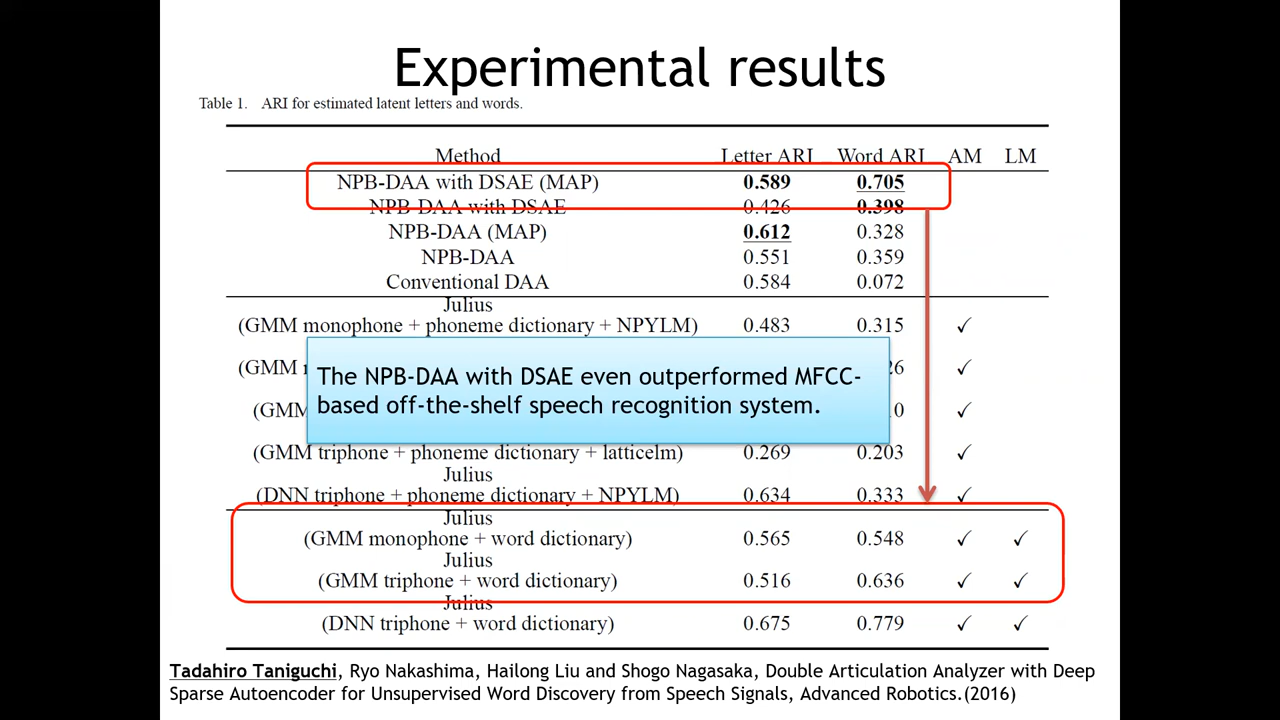 Experimental results
Table 1. ARI for estimated latent letters and words.
Method Letter ARI Word ARI AM LM
NPB-DAA with DSAE (MAP) 0.589 0.705
NPB-DAA with DSAE 0.426 0.398
NPB-DAA (MAP) 0.612 0.328
NPB-DAA 0.551 0.359
Conventional DAA 0.584 0.072
Julius
(GMM monophone + phoneme dictionary + NPYLM) 0.483 0.315 ✓
(GMM ✓
The NPB-DAA with DSAE even outperformed MFCC-
based off-the-shelf speech recognition system.
(GMM ✓
(GMM triphone + phoneme dictionary + latticelm) 0.269 0.203 ✓
Julius
(DNN triphone + phoneme dictionary + NPYLM) 0.634 0.333 ✓
Julius
(GMM monophone + word dictionary) 0.565 0.548 ✓ ✓
Julius
(GMM triphone + word dictionary) 0.516 0.636 ✓ ✓
Julius
(DNN triphone + word dictionary) 0.675 0.779 ✓ ✓
Tadahiro Taniguchi, Ryo Nakashima, Hailong Liu and Shogo Nagasaka, Double Articulation Analyzer with Deep
Sparse Autoencoder for Unsupervised Word Discovery from Speech Signals, Advanced Robotics.(2016)